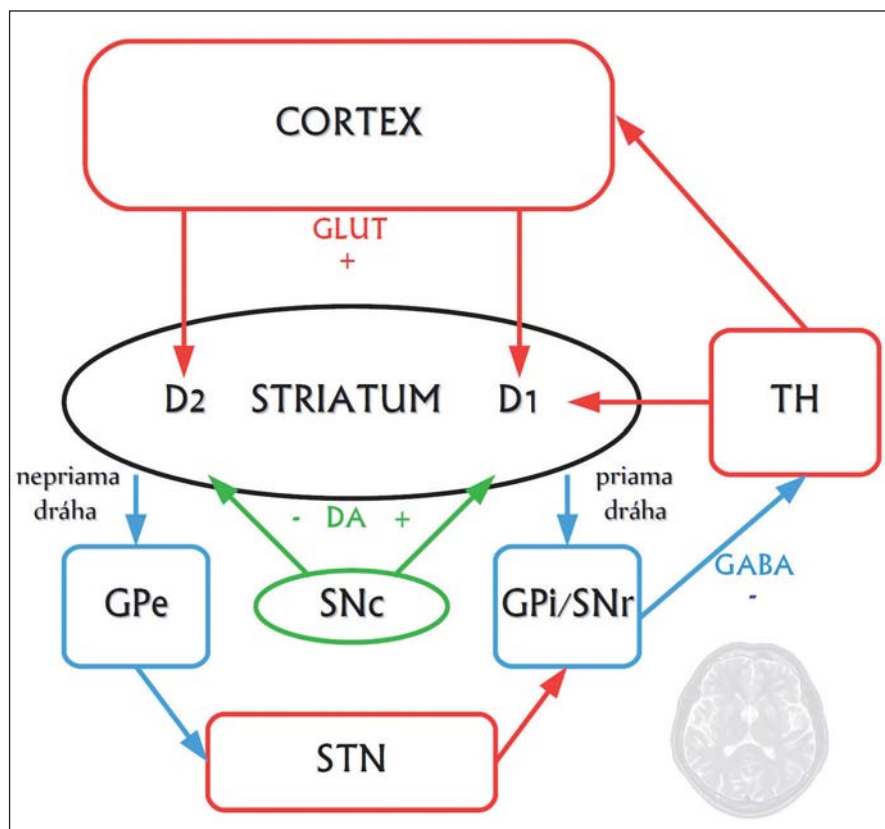 CORTEX
GLUT
+
D2 STRIATUM D1
TH
nepriama
dráha
- DA +
priama
dráha
GPe
SNc
GPi/SNr
GABA
-
STN